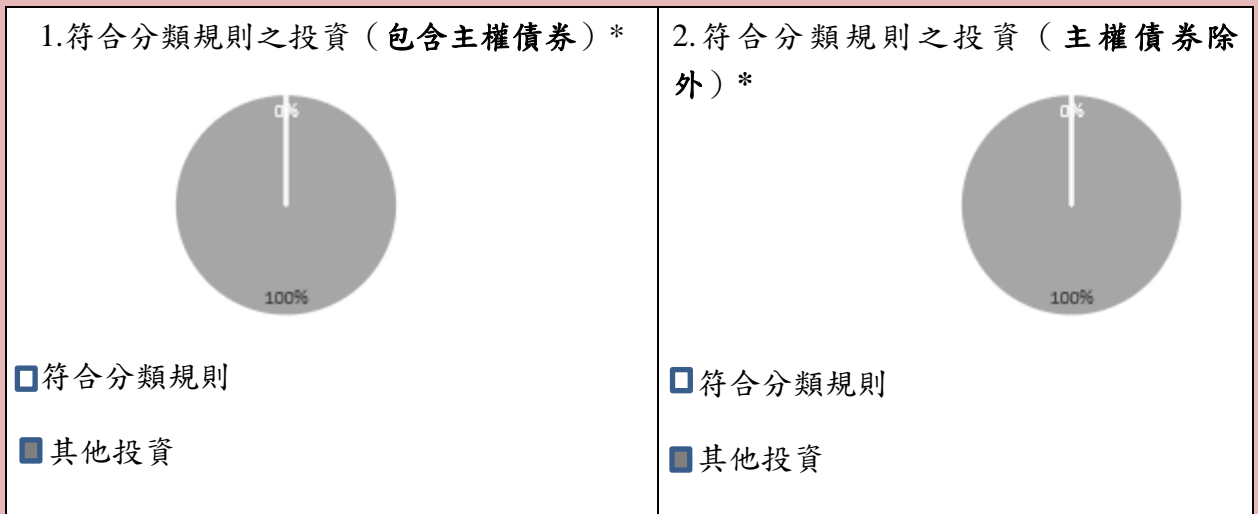 1.符合分類規則之投資（包含主權債券）*
0%
100%
符合分類規則
其他投資
2.符合分類規則之投資（主權債券除
外）*
0%
100%
符合分類規則
其他投資